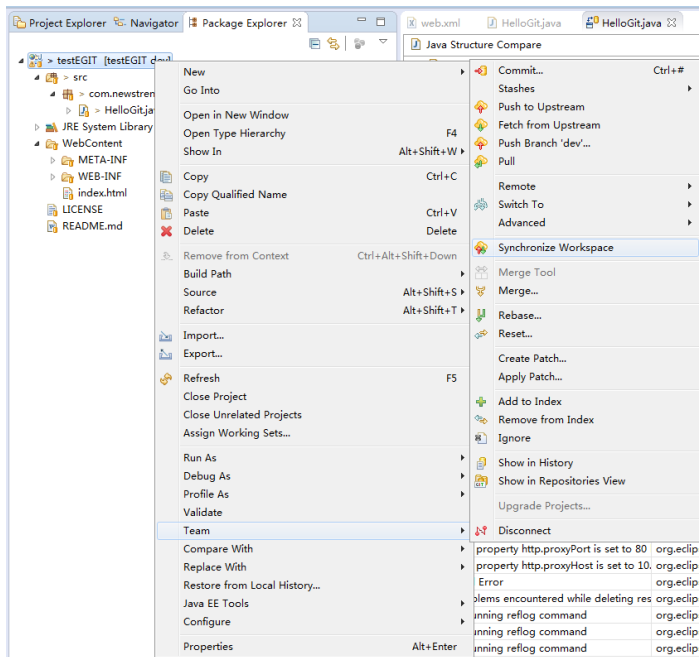 Project Explorer Navigator Package Explorer
web.xml HelloGit.java HelloGit.java
Java Structure Compare
> testEGIT [testEGIT dev]
> src
> com.newstren
> HelloGit.ja
JRE System Library
WebContent
META-INF
WEB-INF
index.html
LICENSE
README.md
New
Go Into
Open in New Window
Open Type Hierarchy F4
Show In Alt+Shift+W
Copy Ctrl+C
Copy Qualified Name
Paste Ctrl+V
Delete Delete
Remove from Context Ctrl+Alt+Shift+Down
Build Path
Source Alt+Shift+S
Refactor Alt+Shift+T
Import...
Export...
Refresh F5
Close Project
Close Unrelated Projects
Assign Working Sets...
Run As
Debug As
Profile As
Validate
Team
Compare With
Replace With
Restore from Local History...
Java EE Tools
Configure
Properties Alt+Enter
Commit... Ctrl+#
Stashes
Push to Upstream
Fetch from Upstream
Push Branch 'dev'...
Pull
Remote
Switch To
Advanced
Synchronize Workspace
Merge Tool
Merge...
Rebase...
Reset...
Create Patch...
Apply Patch...
Add to Index
Remove from Index
Ignore
Show in History
Show in Repositories View
Upgrade Projects...
Disconnect
property http.proxyPort is set to 80 org.eclip
property http.proxyHost is set to 10. org.eclip
Error org.eclip
blems encountered while deleting res org.eclip
unning reflog command org.eclip
unning reflog command org.eclip
unning reflog command org.eclip